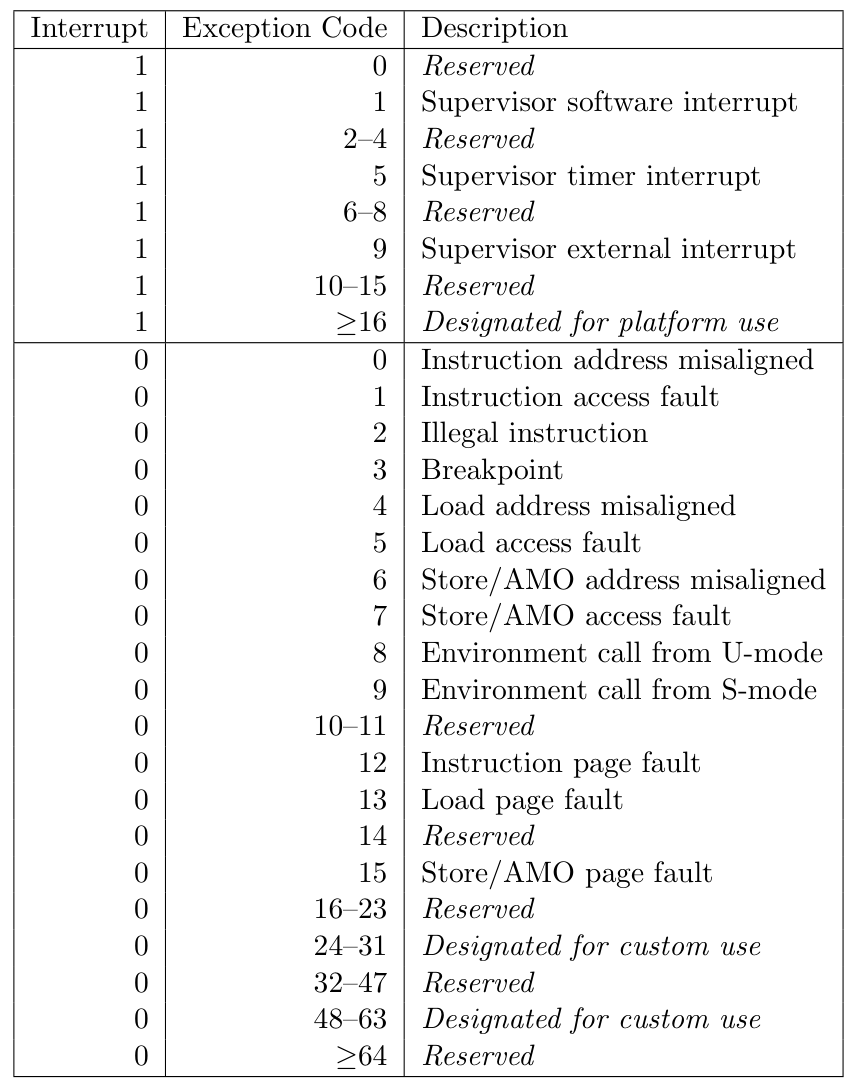 Interrupt Exception Code Description
1 0 Reserved
1 1 Supervisor software interrupt
1 2–4 Reserved
1 5 Supervisor timer interrupt
1 6–8 Reserved
1 9 Supervisor external interrupt
1 10–15 Reserved
1 ≥16 Designated for platform use
0 0 Instruction address misaligned
0 1 Instruction access fault
0 2 Illegal instruction
0 3 Breakpoint
0 4 Load address misaligned
0 5 Load access fault
0 6 Store/AMO address misaligned
0 7 Store/AMO access fault
0 8 Environment call from U-mode
0 9 Environment call from S-mode
0 10–11 Reserved
0 12 Instruction page fault
0 13 Load page fault
0 14 Reserved
0 15 Store/AMO page fault
0 16–23 Reserved
0 24–31 Designated for custom use
0 32–47 Reserved
0 48–63 Designated for custom use
0 ≥64 Reserved